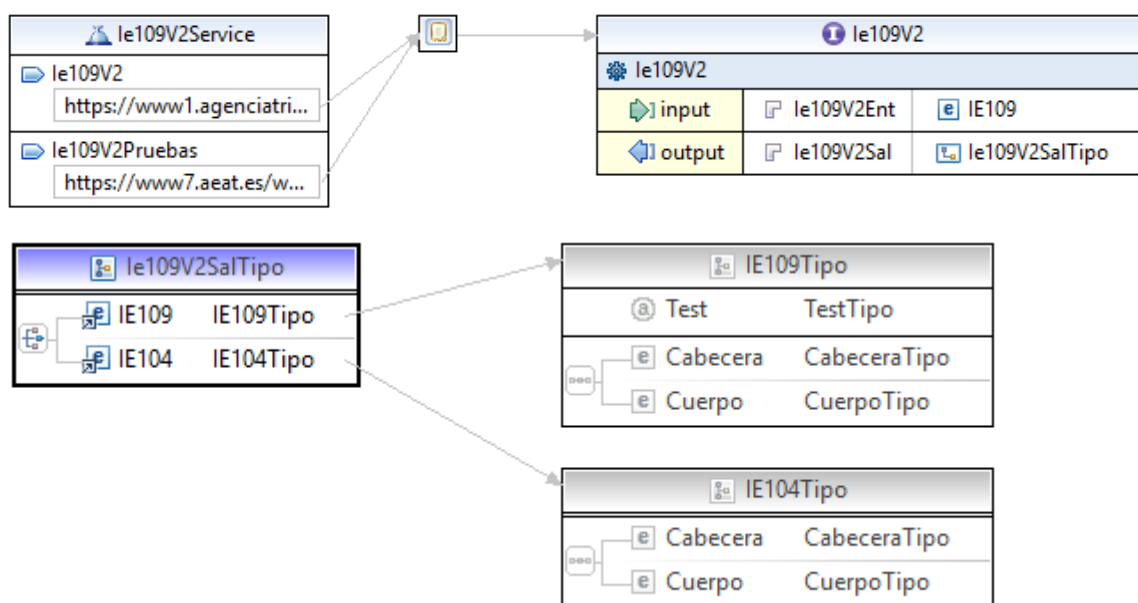 Ie109V2Service
Ie109V2
https://www1.agenciatri...
Ie109V2Pruebas
https://www7.aeat.es/w...
Ie109V2
Ie109V2
input Ie109V2Ent IE109
output Ie109V2Sal Ie109V2SalTipo
Ie109V2SalTipo
IE109 IE109Tipo
IE104 IE104Tipo
IE109Tipo
Test TestTipo
Cabecera CabeceraTipo
Cuerpo CuerpoTipo
IE104Tipo
Cabecera CabeceraTipo
Cuerpo CuerpoTipo